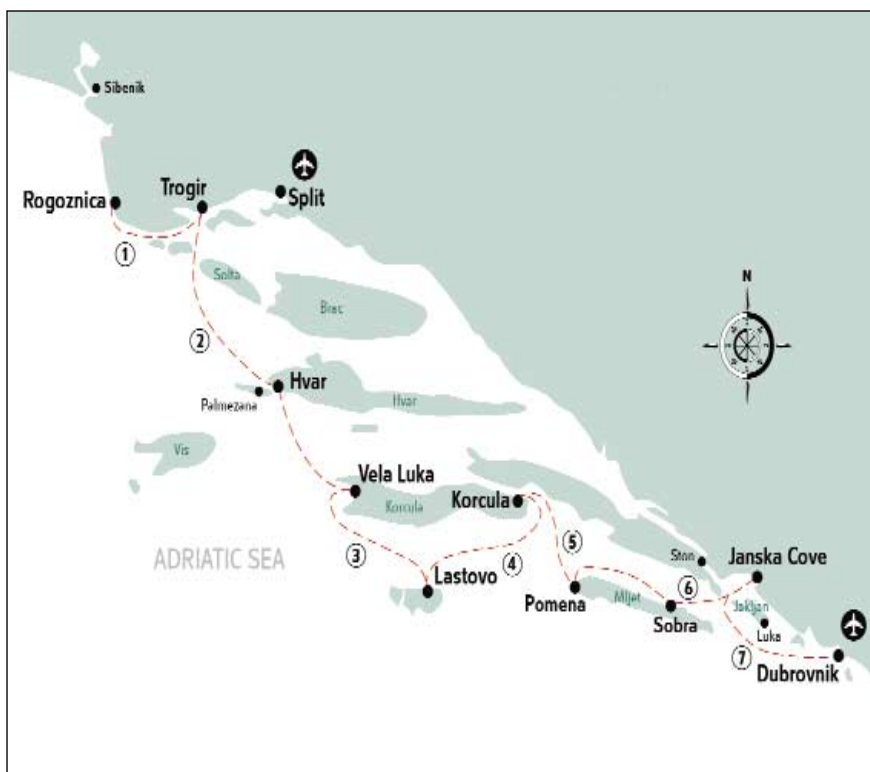 Sibenik
Rogoznica
Trogir
Split
1
Solta
Brac
N
2
Hvar
Palmezana
Hvar
Vis
Vela Luka
Korcula
Korcula
3
4
5
ADRIATIC SEA
Lastovo
Ston
Janska Cove
Pomena
Mljet
6
Sobra
Jakljan
Luka
7
Dubrovnik